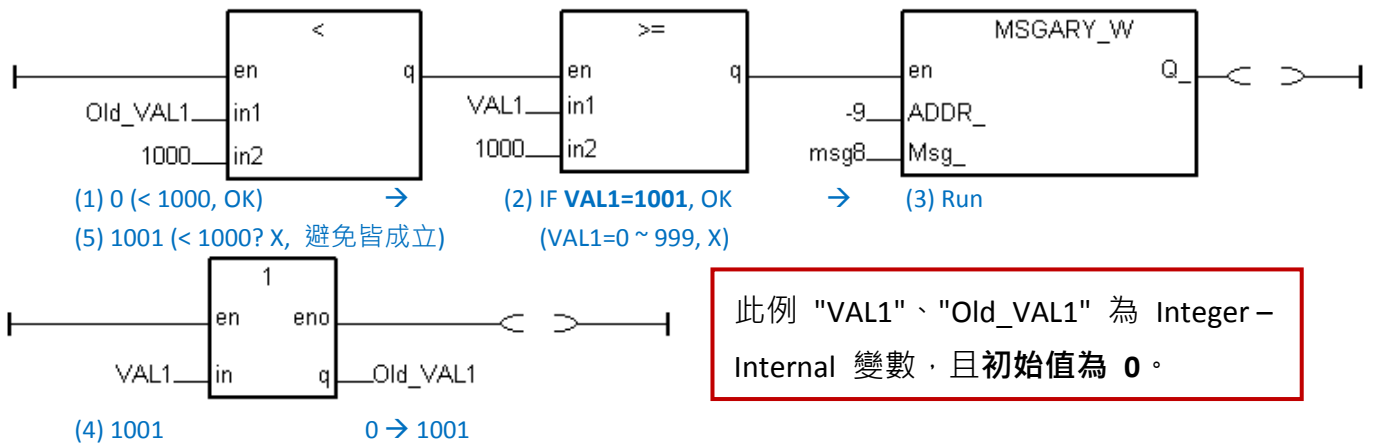 < >= MSGARY_W
en q en q en Q_
Old_VAL1 in1 VAL1 in1 -9 ADDR_
1000 in2 1000 in2 msg8 Msg_
(1) 0 (< 1000, OK) → (2) IF VAL1=1001, OK → (3) Run
(5) 1001 (< 1000? X, 避免皆成立) (VAL1=0 ~ 999, X)
1
en eno
VAL1 in q Old_VAL1
(4) 1001 0 → 1001
此例 "VAL1"、"Old_VAL1" 為 Integer –
Internal 變數，且初始值為 0。